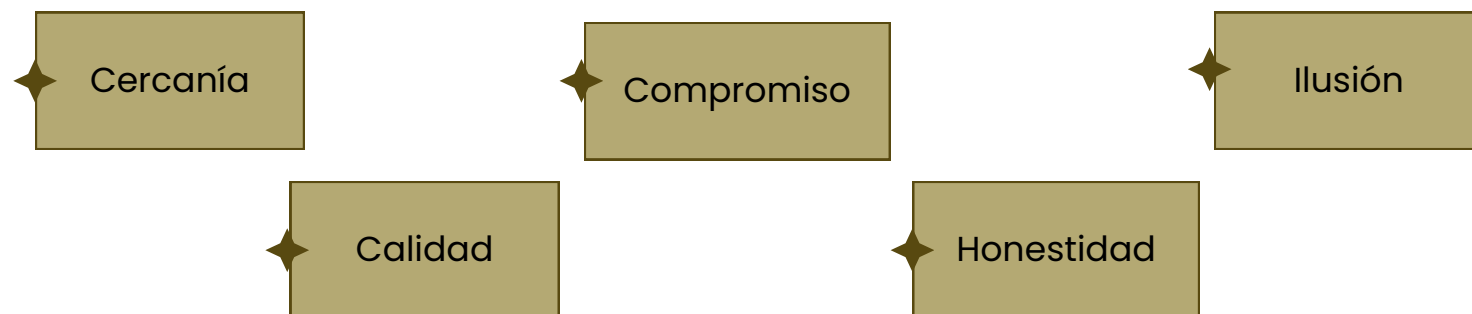 Cercanía
Compromiso
Ilusión
Calidad
Honestidad